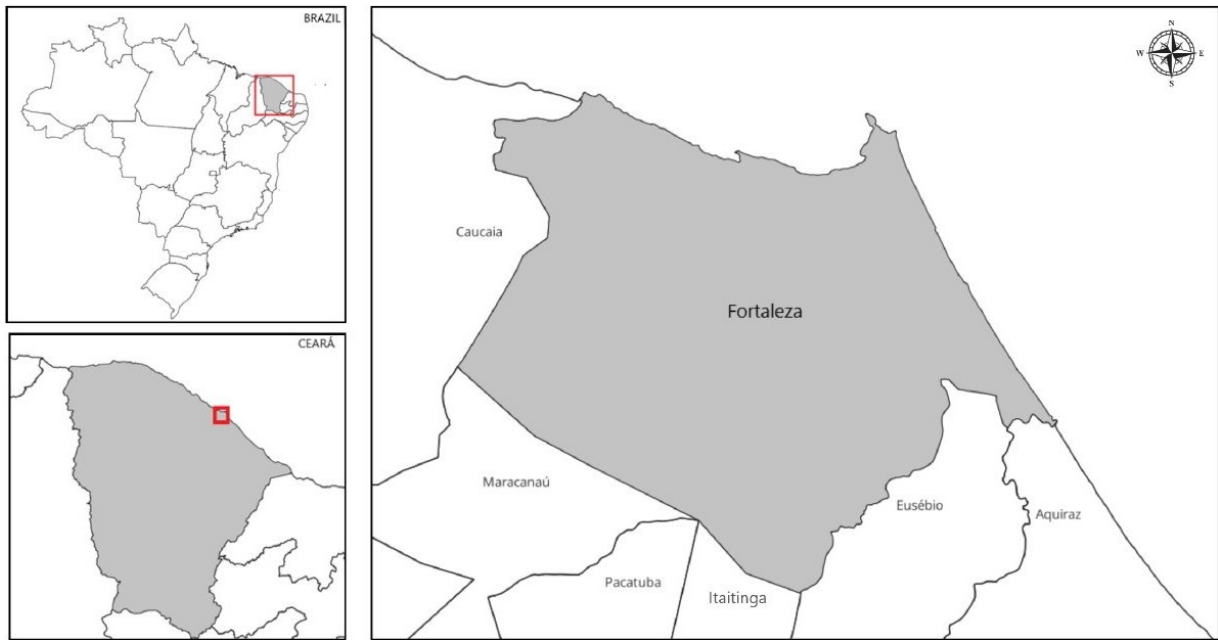 BRAZIL
CEARÁ
N
W
E
S
Caucaia
Fortaleza
Maracanaú
Eusébio
Aquiraz
Pacatuba
Itaitinga